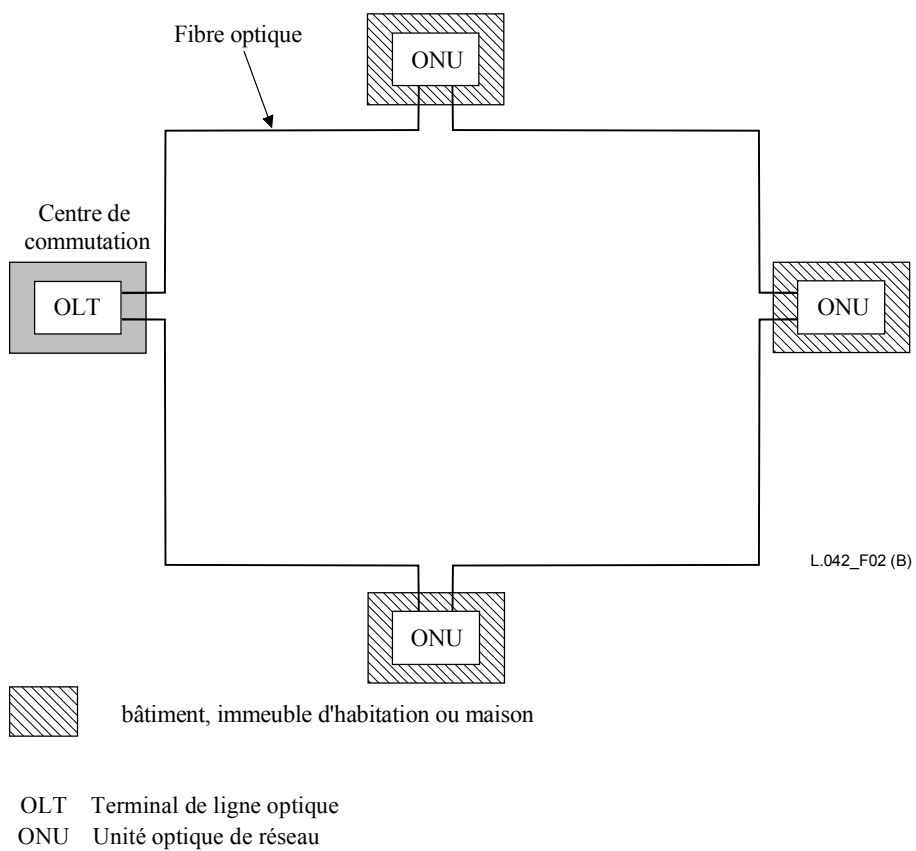 Fibre optique
ONU
Centre de
commutation
OLT
ONU
L.042_F02 (B)
ONU
bâtiment, immeuble d'habitation ou maison
OLT Terminal de ligne optique
ONU Unité optique de réseau